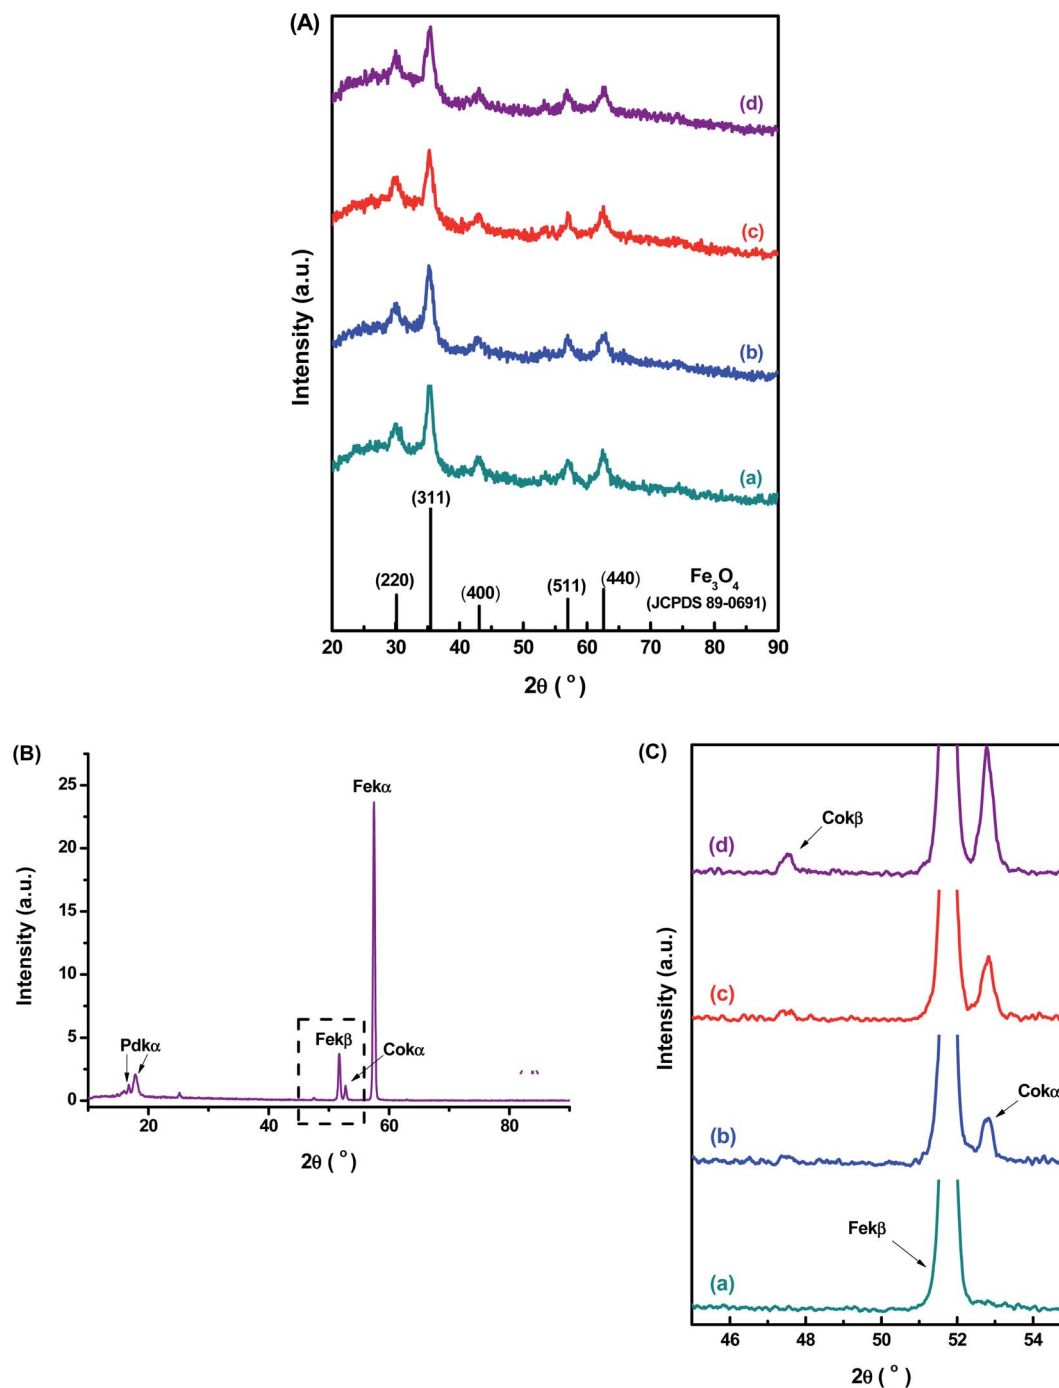 (A)
(d)
(c)
(b)
(a)
(311)
(220)
(400)
(511)
(440)
Fe₃O₄
(JCPDS 89-0691)
20 30 40 50 60 70 80 90
2θ ( ° )
Intensity (a.u.)
(B)
25
20
15
10
5
0
Fekα
Pdkα
Fekβ
Cokα
20 40 60 80
2θ ( ° )
Intensity (a.u.)
(C)
Cokβ
(d)
(c)
(b)
Cokα
Fekβ
(a)
46 48 50 52 54
2θ ( ° )
Intensity (a.u.)